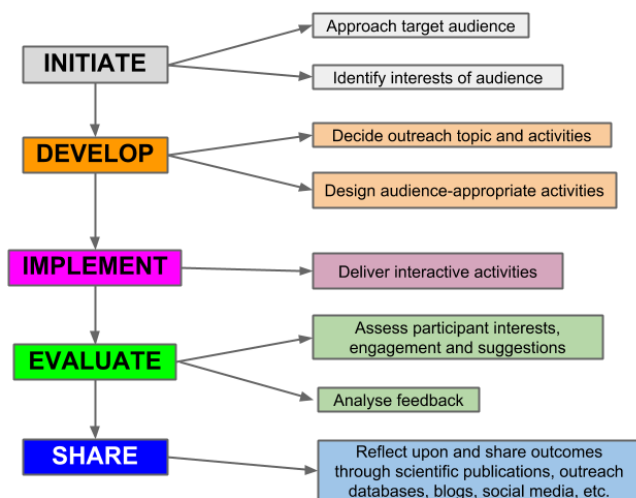 INITIATE
Approach target audience
Identify interests of audience
DEVELOP
Decide outreach topic and activities
Design audience-appropriate activities
IMPLEMENT
Deliver interactive activities
EVALUATE
Assess participant interests,
engagement and suggestions
Analyse feedback
SHARE
Reflect upon and share outcomes
through scientific publications, outreach
databases, blogs, social media, etc.